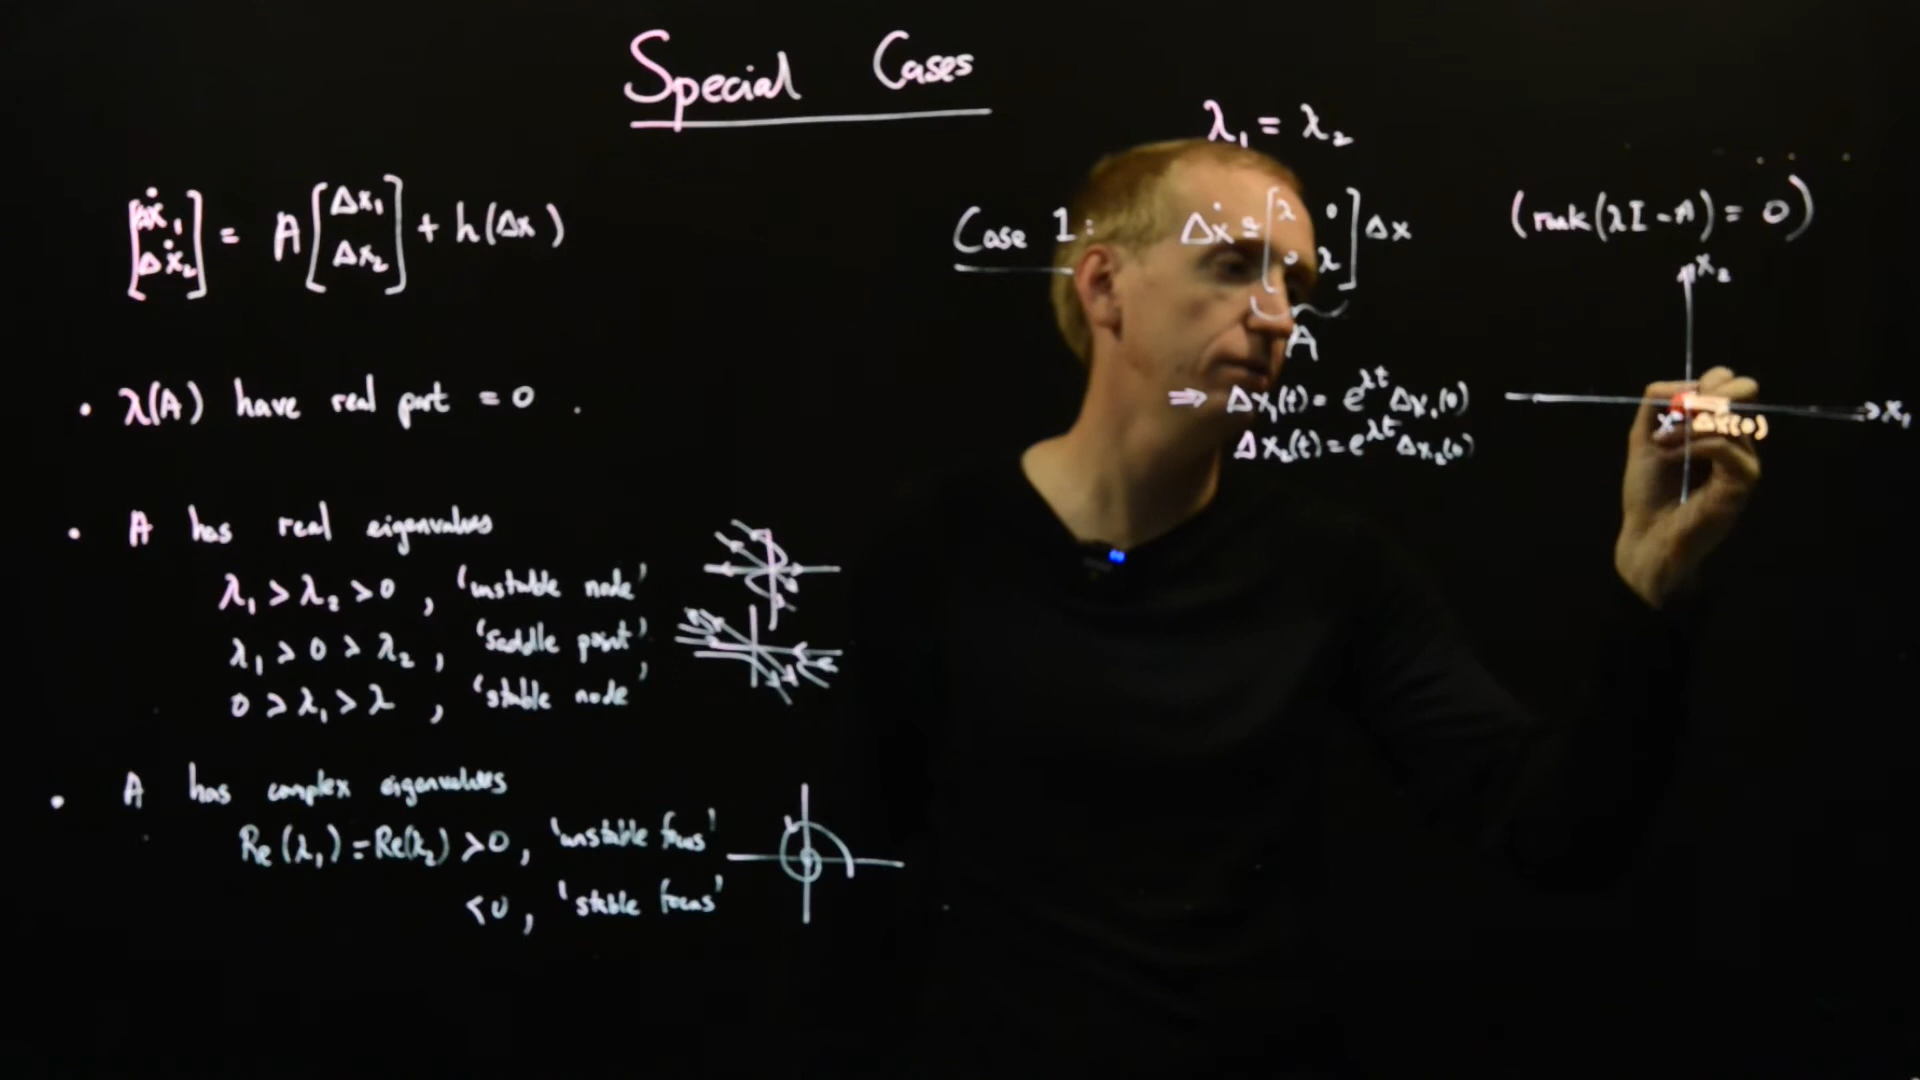 Special Cases
λ₁ = λ₂
[Δẋ₁ Δẋ₂] = A [Δx₁ Δx₂] + h(Δx)
Case 1: Δẋ ≃ [λ 0; 0 λ] Δx (rank(λI - A) = 0)
A
⇒ Δx₁(t) = e^{λt} Δx₁(0)
Δx₂(t) = e^{λt} Δx₂(0)
x₂
x₁
Δx(0)
• λ(A) have real part = 0.
• A has real eigenvalues
λ₁ > λ₂ > 0, 'unstable node'
λ₁ > 0 > λ₂, 'saddle point'
0 > λ₁ > λ, 'stable node'
• A has complex eigenvalues
Re(λ₁) = Re(λ₂) > 0, 'unstable focus'
< 0, 'stable focus'